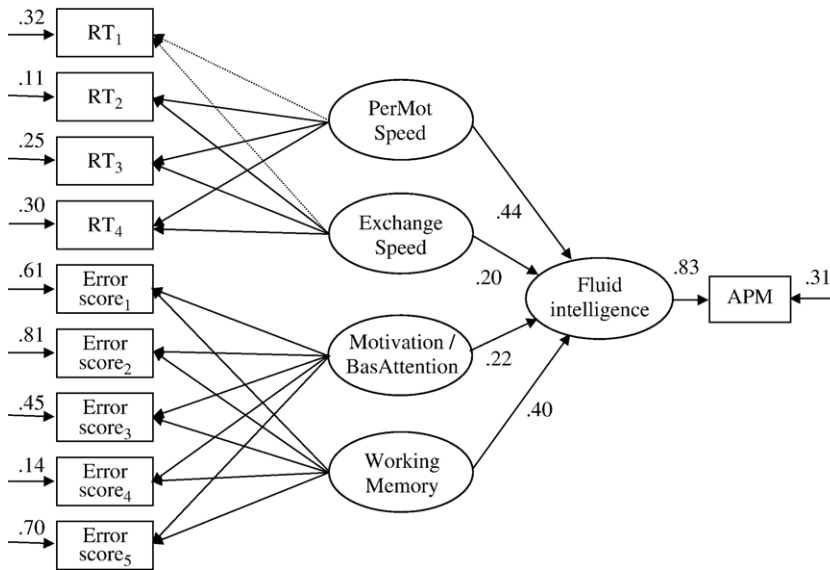 .32
RT1
.11
RT2
.25
RT3
.30
RT4
.61
Error
score1
.81
Error
score2
.45
Error
score3
.14
Error
score4
.70
Error
score5
PerMot
Speed
Exchange
Speed
Motivation /
BasAttention
Working
Memory
.44
.20
.22
.40
Fluid
intelligence
.83
APM
.31